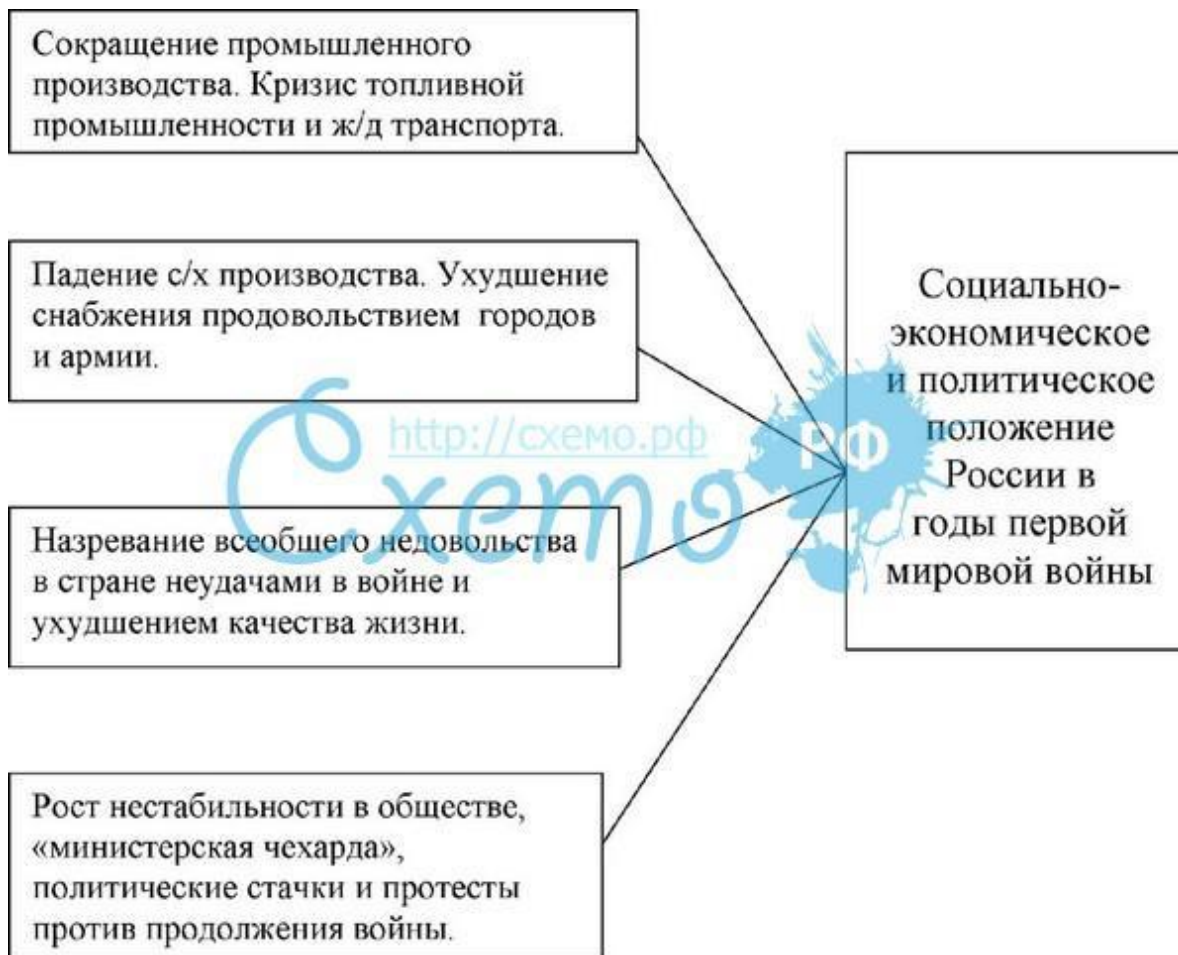 Сокращение промышленного
производства. Кризис топливной
промышленности и ж/д транспорта.
Падение с/х производства. Ухудшение
снабжения продовольствием городов
и армии.
Назревание всеобщего недовольства
в стране неудачами в войне и
ухудшением качества жизни.
Рост нестабильности в обществе,
«министерская чехарда»,
политические стачки и протесты
против продолжения войны.
Социально-
экономическое
и политическое
положение
России в
годы первой
мировой войны
http://схемо.рф
Схемо
РФ